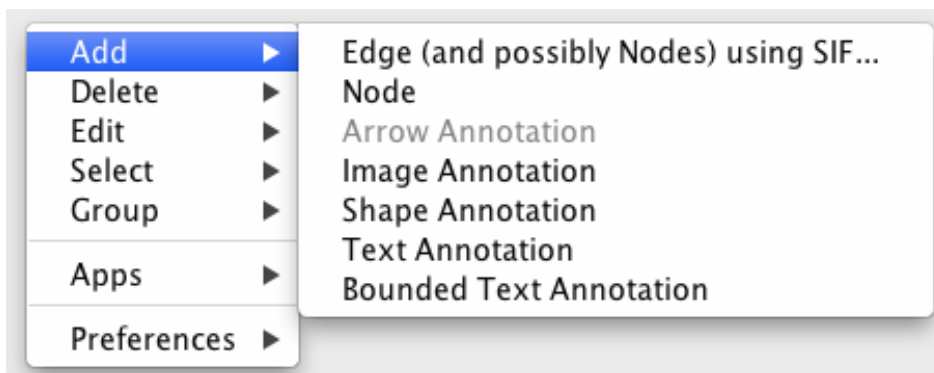 Add
Delete
Edit
Select
Group
Apps
Preferences
Edge (and possibly Nodes) using SIF...
Node
Arrow Annotation
Image Annotation
Shape Annotation
Text Annotation
Bounded Text Annotation